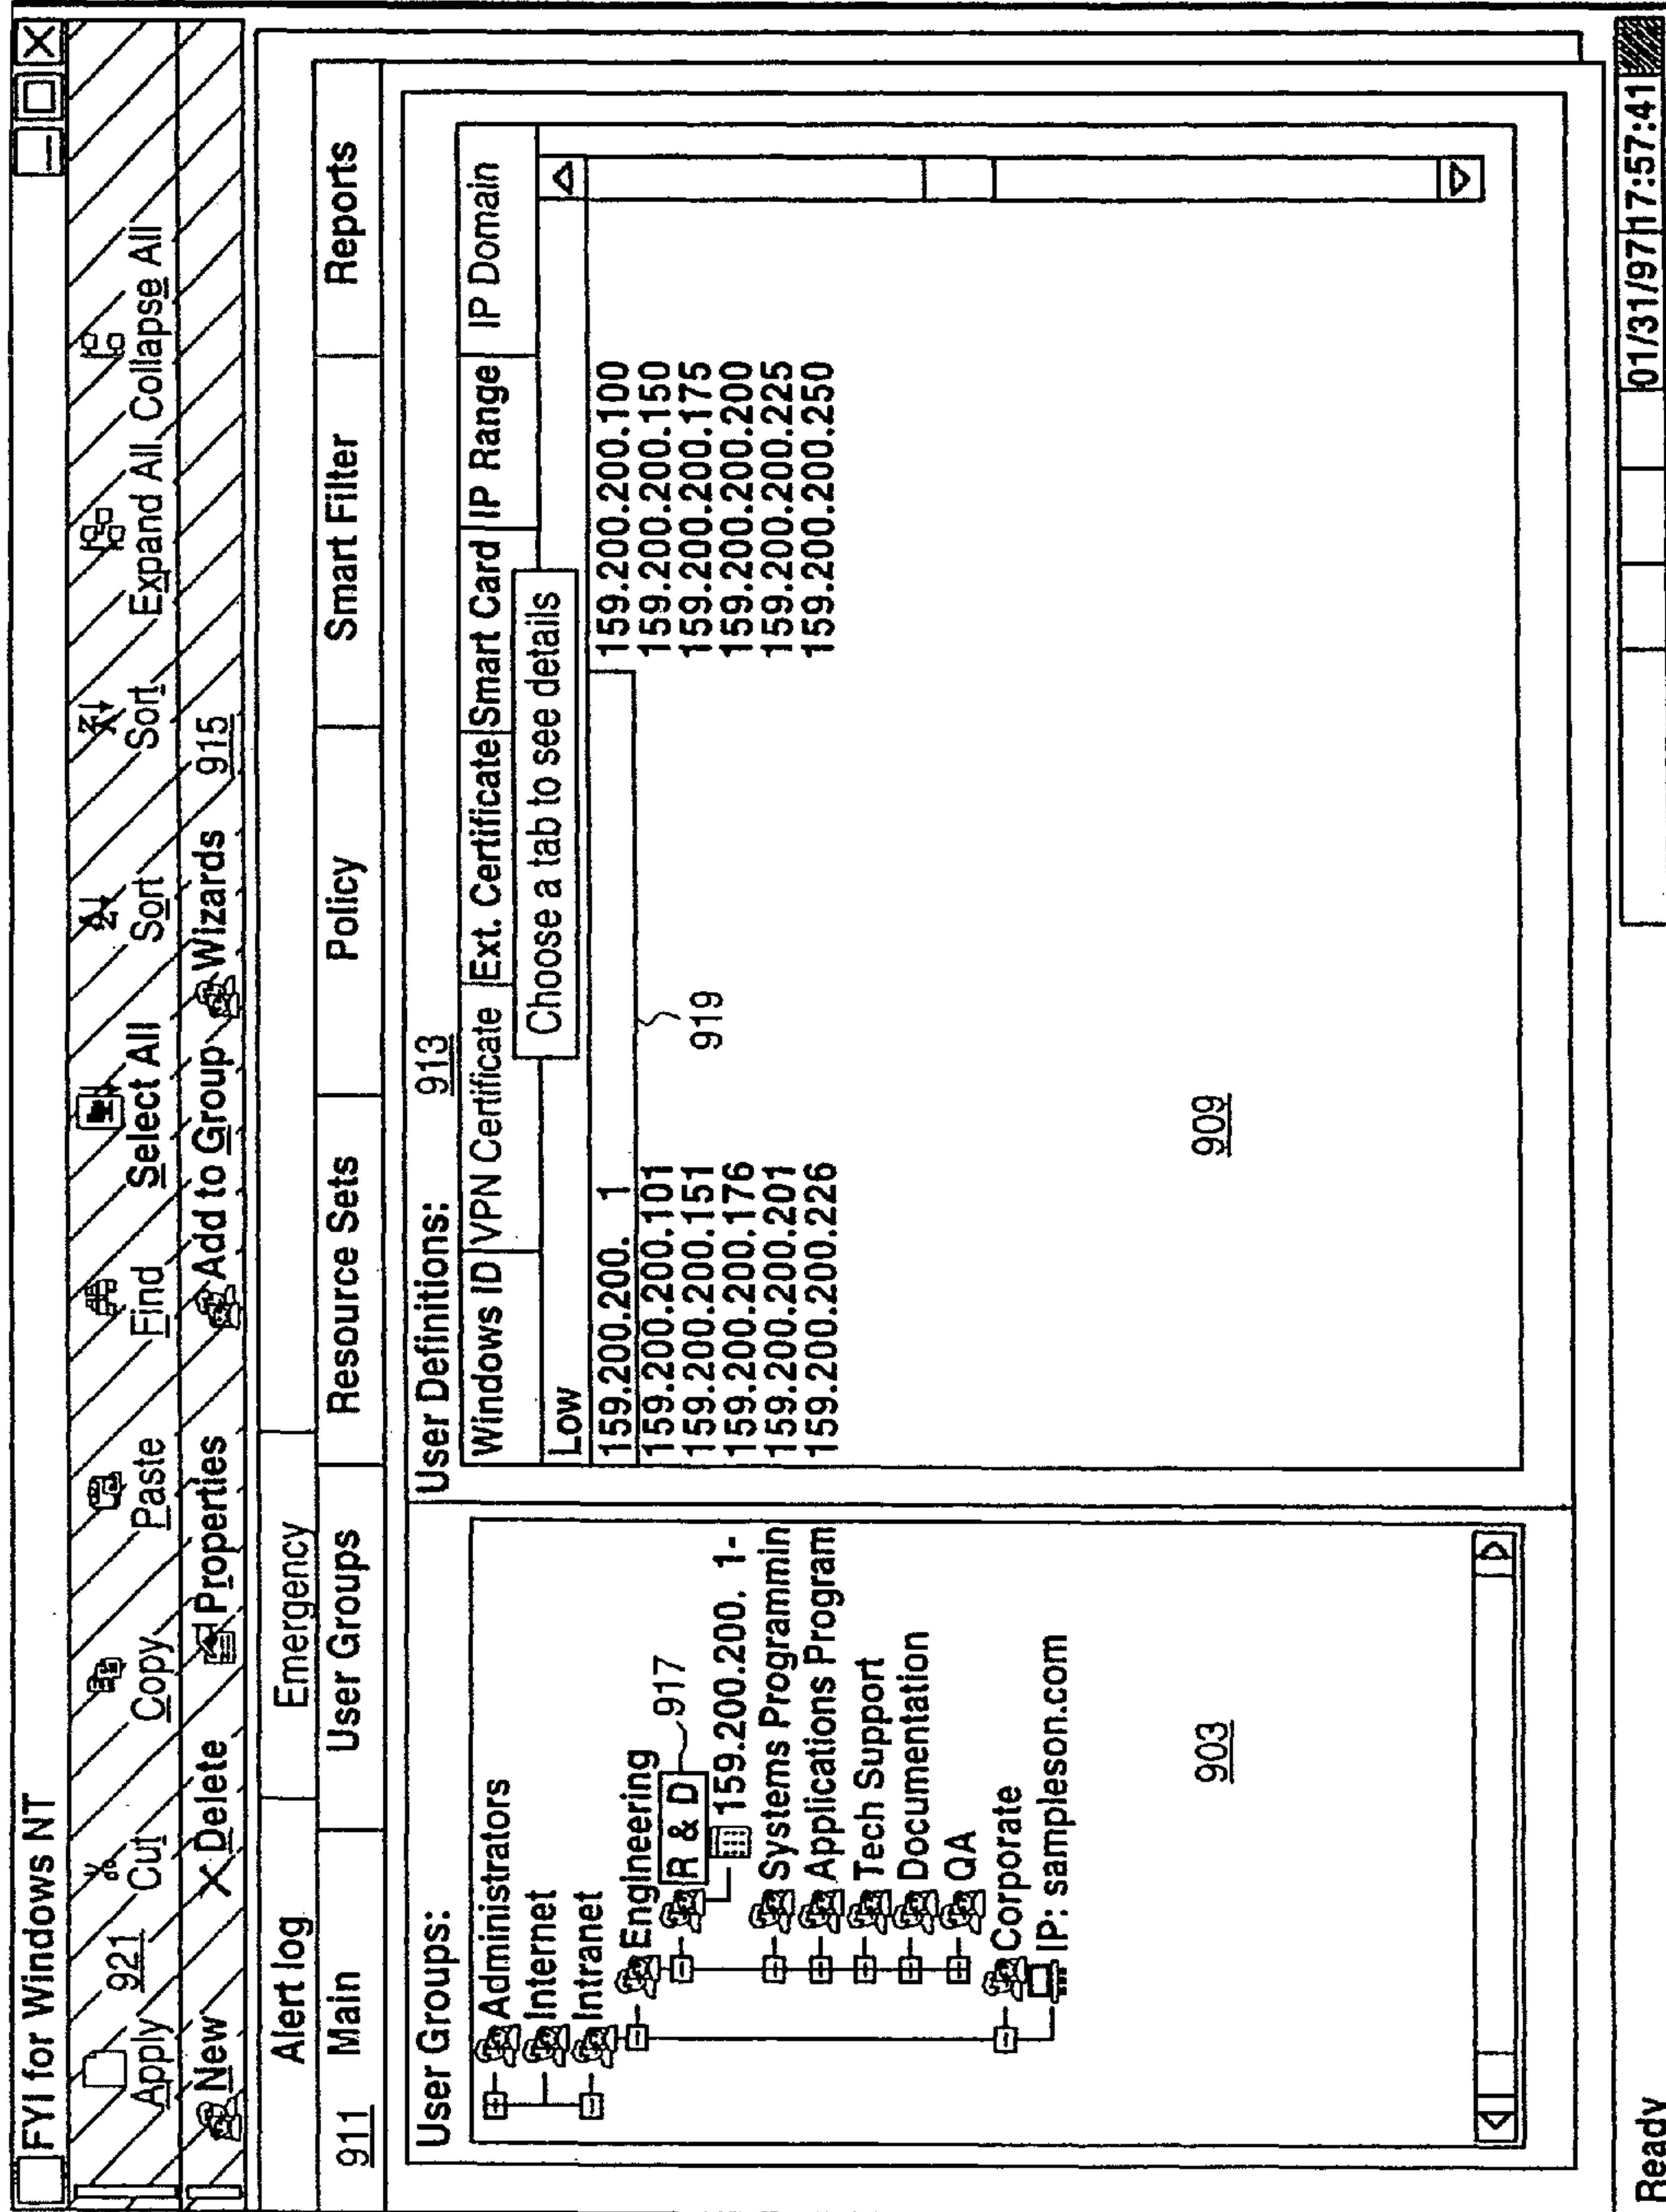 FYI for Windows NT
Apply 921 Cut Copy Paste Find Select All Sort Sort Expand All Collapse All
New Delete Properties Add to Group Wizards 915
Alert log Emergency
911 Main User Groups Resource Sets Policy Smart Filter Reports
User Groups:
Administrators
Internet
Intranet
Engineering
R & D 917
159.200.200. 1-
Systems Programmin
Applications Program
Tech Support
Documentation
QA
Corporate
IP: sampleson.com
903
User Definitions: 913
Windows ID VPN Certificate Ext. Certificate Smart Card IP Range IP Domain
Choose a tab to see details
Low
159.200.200. 1 159.200.200.100
159.200.200.101 159.200.200.150
159.200.200.151 159.200.200.175
159.200.200.176 159.200.200.200
159.200.200.201 159.200.200.225
159.200.200.226 159.200.200.250
919
909
Ready 01/31/97 17:57:41